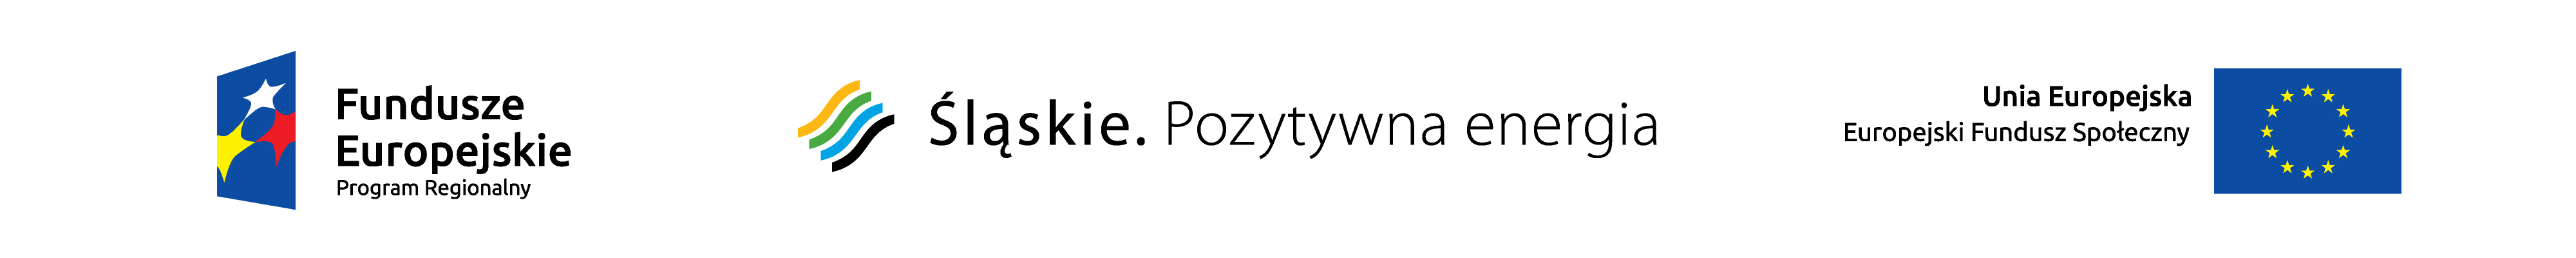 Fundusze
Europejskie
Program Regionalny
Śląskie. Pozytywna energia
Unia Europejska
Europejski Fundusz Społeczny